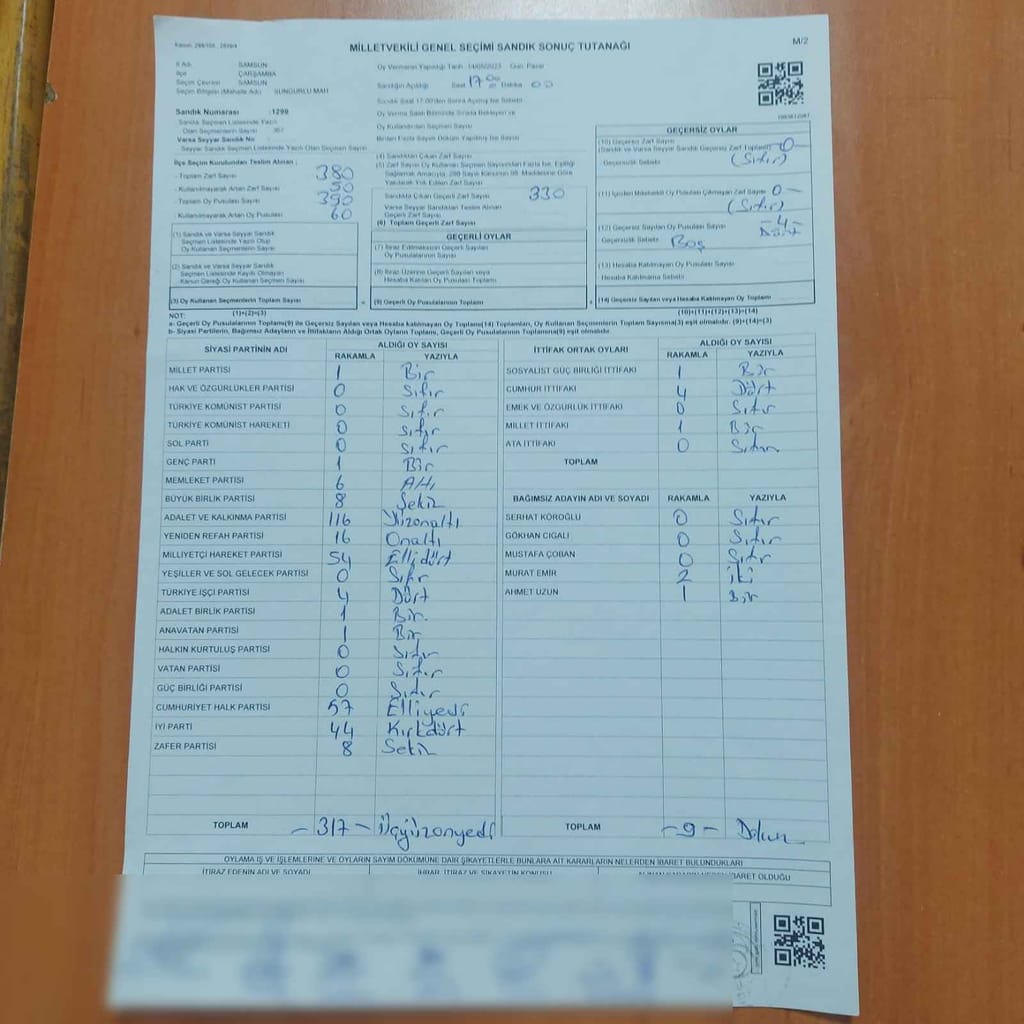 MİLLETVEKİLİ GENEL SEÇİMİ SANDIK SONUÇ TUTANAĞI
M/2
İl Adı: SAMSUN
İlçe ÇARŞAMBA
Seçim Çevresi SAMSUN
Seçim Bölgesi (Mahalle Adı) SUNGURLU MAH
Oy Vermenin Yapıldığı Tarih : 14/05/2023 Gün: Pazar
Sandığın Açıldığı Saat 17 00 Dakika 00
Sandık Saat 17:00'den Sonra Açılmış İse Sebebi
Sandık Numarası : 1299
Sandık Seçmen Listesinde Yazılı
Olan Seçmenlerin Sayısı 367
Varsa Seyyar Sandık No
Seyyar Sandık Seçmen Listesinde Yazılı Olan Seçmen Sayısı
Oy Kullandırılan Seçmen Sayısı
Birden Fazla Sayım Döküm Yapılmış İse Sayısı
İlçe Seçim Kurulundan Teslim Alınan ;
- Toplam Zarf Sayısı 380
- Kullanılmayarak Artan Zarf Sayısı 50
- Toplam Oy Pusulası Sayısı 390
- Kullanılmayarak Artan Oy Pusulası 60
(4) Sandıktan Çıkan Zarf Sayısı
(5) Zarf Sayısı Oy Kullanan Seçmen Sayısından Fazla İse, Eşitliği
Sağlamak Amacıyla, 298 Sayılı Kanunun 98. Maddesine Göre
Yakılarak Yok Edilen Zarf Sayısı
Sandıkta Çıkan Geçerli Zarf Sayısı 330
Varsa Seyyar Sandıktan Teslim Alınan
Geçerli Zarf Sayısı
(6) Toplam Geçerli Zarf Sayısı
GEÇERSİZ OYLAR
(10) Geçersiz Zarf Sayısı
(Sandık ve Varsa Seyyar Sandık Geçersiz Zarf Toplamı) 0
Geçersizlik Sebebi (Sıfır)
(11) İçinden Milletvekili Oy Pusulası Çıkmayan Zarf Sayısı 0
(Sıfır)
(12) Geçersiz Sayılan Oy Pusulası Sayısı - 4 - Dört
Geçersizlik Sebebi Boş
(13) Hesaba Katılmayan Oy Pusulası Sayısı
Hesaba Katılmama Sebebi
(14) Geçersiz Sayılan veya Hesaba Katılmayan Oy Toplamı
(1) Sandık ve Varsa Seyyar Sandık
Seçmen Listesinde Yazılı Olup
Oy Kullanan Seçmenlerin Sayısı
(2) Sandık ve Varsa Seyyar Sandık
Seçmen Listesinde Kaydı Olmayan
Kanun Gereği Oy Kullanan Seçmen Sayısı
(3) Oy Kullanan Seçmenlerin Toplam Sayısı
GEÇERLİ OYLAR
(7) İtiraz Edilmeksizin Geçerli Sayılan
Oy Pusulalarının Sayısı
(8) İtiraz Üzerine Geçerli Sayılan veya
Hesaba Katılan Oy Pusulası Sayısı
(9) Geçerli Oy Pusulalarının Toplamı
NOT: (1)+(2)=(3) (10)+(11)+(12)+(13)=(14)
a- Geçerli Oy Pusulalarının Toplamı(9) ile Geçersiz Sayılan veya Hesaba Katılmayan Oy Toplamı(14) Toplamları, Oy Kullanan Seçmenlerin Toplam Sayısına(3) eşit olmalıdır. (9)+(14)=(3)
b- Siyasi Partilerin, Bağımsız Adayların ve İttifakların Aldığı Ortak Oyların Toplamı, Geçerli Oy Pusulalarının Toplamına(9) eşit olmalıdır.
SİYASİ PARTİNİN ADI ALDIĞI OY SAYISI
RAKAMLA YAZIYLA
MİLLET PARTİSİ 1 Bir
HAK VE ÖZGÜRLÜKLER PARTİSİ 0 Sıfır
TÜRKİYE KOMÜNİST PARTİSİ 0 Sıfır
TÜRKİYE KOMÜNİST HAREKETİ 0 Sıfır
SOL PARTİ 0 Sıfır
GENÇ PARTİ 1 Bir
MEMLEKET PARTİSİ 6 Altı
BÜYÜK BİRLİK PARTİSİ 8 Sekiz
ADALET VE KALKINMA PARTİSİ 116 Yüzonaltı
YENİDEN REFAH PARTİSİ 16 Onaltı
MİLLİYETÇİ HAREKET PARTİSİ 54 Ellidört
YEŞİLLER VE SOL GELECEK PARTİSİ 0 Sıfır
TÜRKİYE İŞÇİ PARTİSİ 4 Dört
ADALET BİRLİK PARTİSİ 1 Bir
ANAVATAN PARTİSİ 1 Bir
HALKIN KURTULUŞ PARTİSİ 0 Sıfır
VATAN PARTİSİ 0 Sıfır
GÜÇ BİRLİĞİ PARTİSİ 0 Sıfır
CUMHURİYET HALK PARTİSİ 57 Elliyedi
İYİ PARTİ 44 Kırkdört
ZAFER PARTİSİ 8 Sekiz
TOPLAM - 317 - Üçyüzonyedi
İTTİFAK ORTAK OYLARI ALDIĞI OY SAYISI
RAKAMLA YAZIYLA
SOSYALİST GÜÇ BİRLİĞİ İTTİFAKI 1 Bir
CUMHUR İTTİFAKI 4 Dört
EMEK VE ÖZGÜRLÜK İTTİFAKI 0 Sıfır
MİLLET İTTİFAKI 1 Bir
ATA İTTİFAKI 0 Sıfır
TOPLAM
BAĞIMSIZ ADAYIN ADI VE SOYADI RAKAMLA YAZIYLA
SERHAT KÖROĞLU 0 Sıfır
GÖKHAN CIGALI 0 Sıfır
MUSTAFA ÇOBAN 0 Sıfır
MURAT EMİR 2 İki
AHMET UZUN 1 Bir
TOPLAM - 9 - Dokuz
OYLAMA İŞ VE İŞLEMLERİNE VE OYLARIN SAYIM DÖKÜMÜNE DAİR ŞİKAYETLERLE BUNLARA AİT KARARLARIN NELERDEN İBARET BULUNDUKLARI
İTİRAZ EDENİN ADI VE SOYADI İHBAR, İTİRAZ VE ŞİKAYETİN KONUSU ALINAN KARARIN NEDEN İBARET OLDUĞU